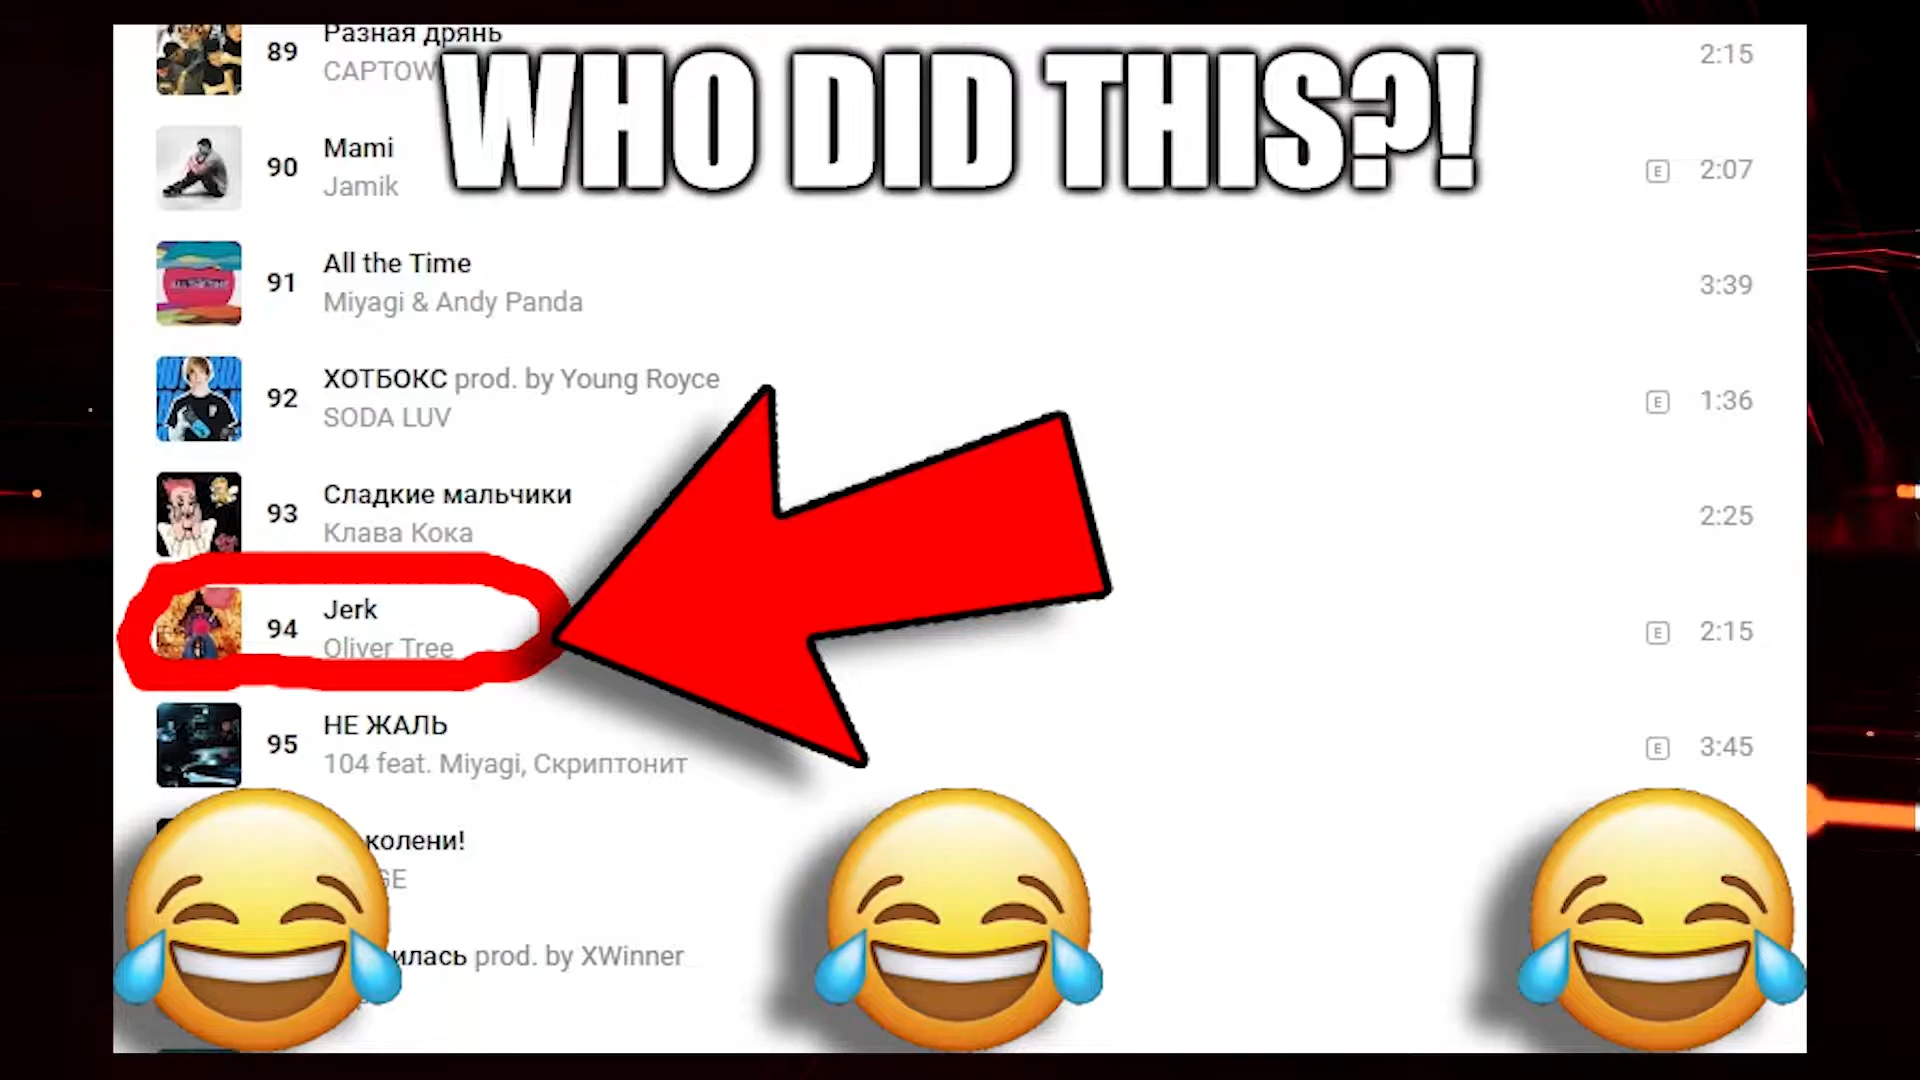 Разная дрянь
89
2:15
WHO DID THIS?!
Mami
90
E 2:07
Jamik
All the Time
91
3:39
Miyagi & Andy Panda
ХОТБОКС prod. by Young Royce
92
E 1:36
SODA LUV
Сладкие мальчики
93
2:25
Клава Кока
Jerk
94
E 2:15
Oliver Tree
НЕ ЖАЛЬ
95
E 3:45
104 feat. Miyagi, Скриптонит
колени!
prod. by XWinner